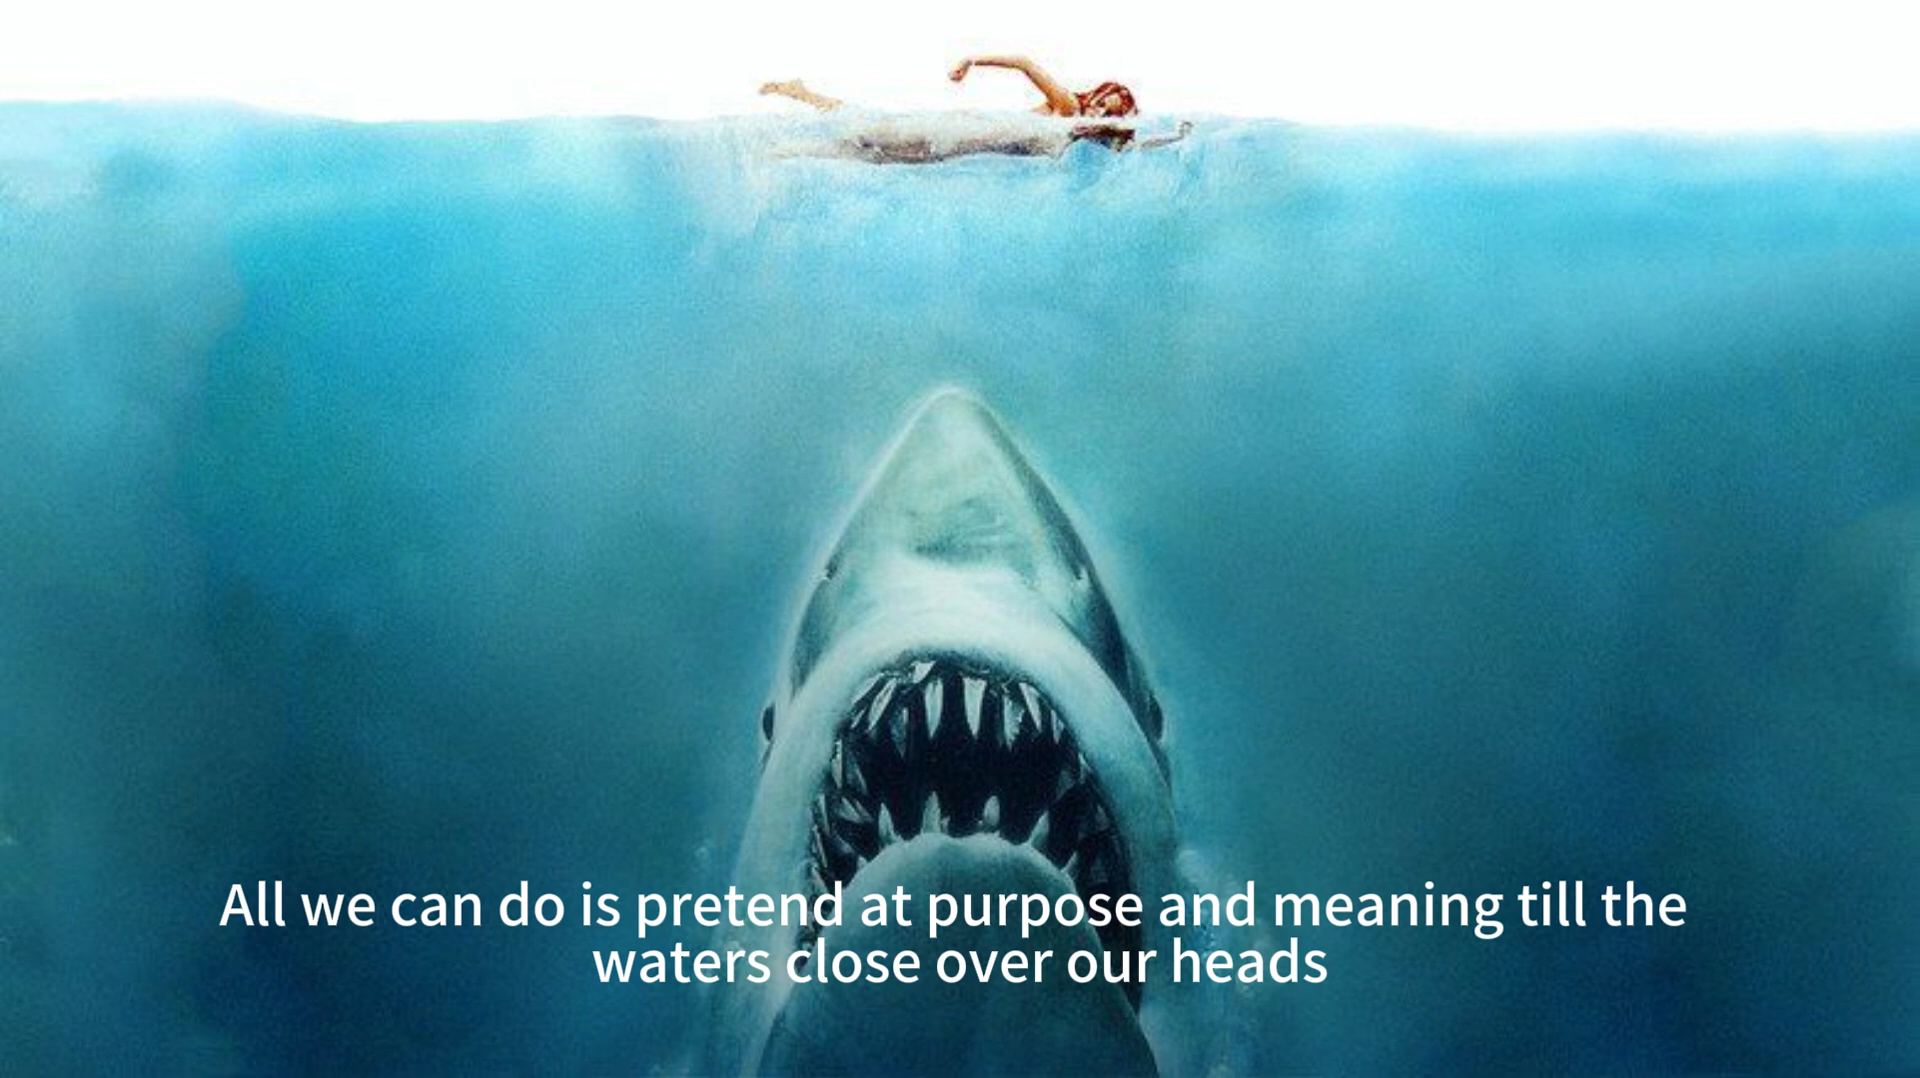 All we can do is pretend at purpose and meaning till the
waters close over our heads